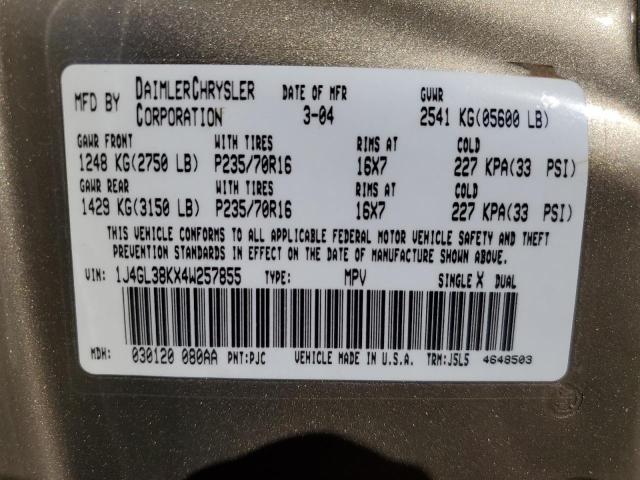 MFD BY DAIMLERCHRYSLER CORPORATION DATE OF MFR 3-04 GVWR 2541 KG(05600 LB)
GAWR FRONT WITH TIRES RIMS AT COLD
1248 KG(2750 LB) P235/70R16 16X7 227 KPA(33 PSI)
GAWR REAR WITH TIRES RIMS AT COLD
1429 KG(3150 LB) P235/70R16 16X7 227 KPA(33 PSI)
THIS VEHICLE CONFORMS TO ALL APPLICABLE FEDERAL MOTOR VEHICLE SAFETY AND THEFT
PREVENTION STANDARDS IN EFFECT ON THE DATE OF MANUFACTURE SHOWN ABOVE.
VIN: 1J4GL38KX4W257855 TYPE: MPV SINGLE X DUAL
MDH: 030120 080AA PNT:PJC VEHICLE MADE IN U.S.A. TRM:J5L5 4648503